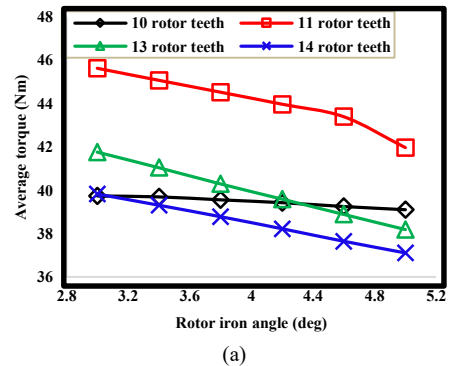 48
10 rotor teeth 11 rotor teeth
46
13 rotor teeth 14 rotor teeth
44
42
40
38
36
Average torque (Nm)
2.8 3.2 3.6 4 4.4 4.8 5.2
Rotor iron angle (deg)
(a)